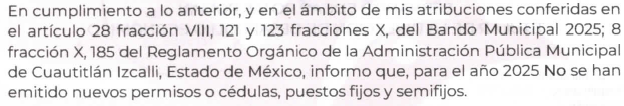 En cumplimiento a lo anterior, y en el ámbito de mis atribuciones conferidas en
el artículo 28 fracción VIII, 121 y 123 fracciones X, del Bando Municipal 2025; 8
fracción X, 185 del Reglamento Orgánico de la Administración Pública Municipal
de Cuautitlán Izcalli, Estado de México, informo que, para el año 2025 No se han
emitido nuevos permisos o cédulas, puestos fijos y semifijos.